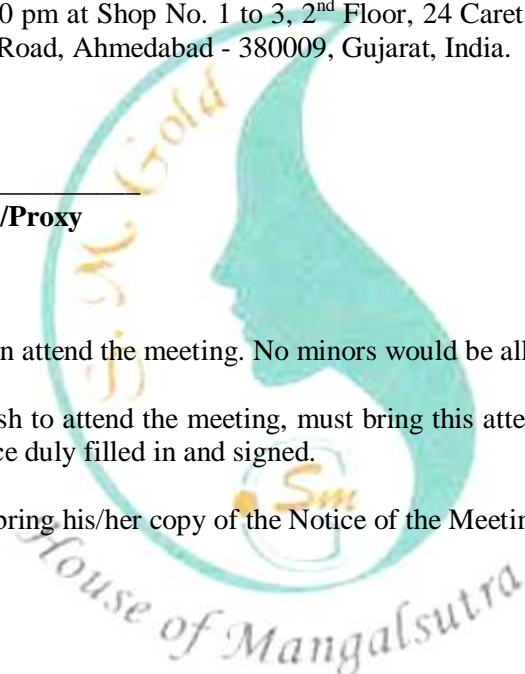 0 pm at Shop No. 1 to 3, 2nd Floor, 24 Caret
Road, Ahmedabad - 380009, Gujarat, India.
S. M Gold
/Proxy
n attend the meeting. No minors would be all
sh to attend the meeting, must bring this atte
ce duly filled in and signed.
Sm
bring his/her copy of the Notice of the Meetin
House of Mangalsutra